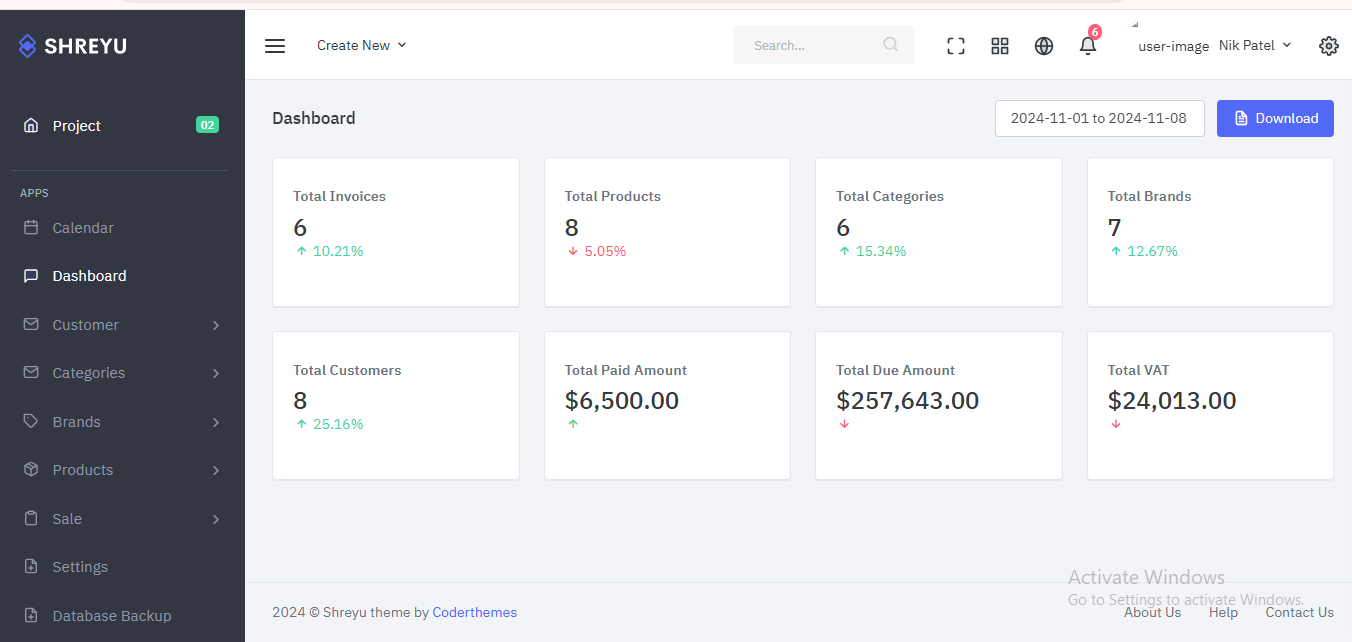 SHREYU
Create New
Search...
6
user-image
Nik Patel
Project
02
APPS
Calendar
Dashboard
Customer
Categories
Brands
Products
Sale
Settings
Database Backup
Dashboard
2024-11-01 to 2024-11-08
Download
Total Invoices
6
10.21%
Total Products
8
5.05%
Total Categories
6
15.34%
Total Brands
7
12.67%
Total Customers
8
25.16%
Total Paid Amount
$6,500.00
Total Due Amount
$257,643.00
Total VAT
$24,013.00
Activate Windows
Go to Settings to activate Windows.
2024 © Shreyu theme by Coderthemes
About Us
Help
Contact Us